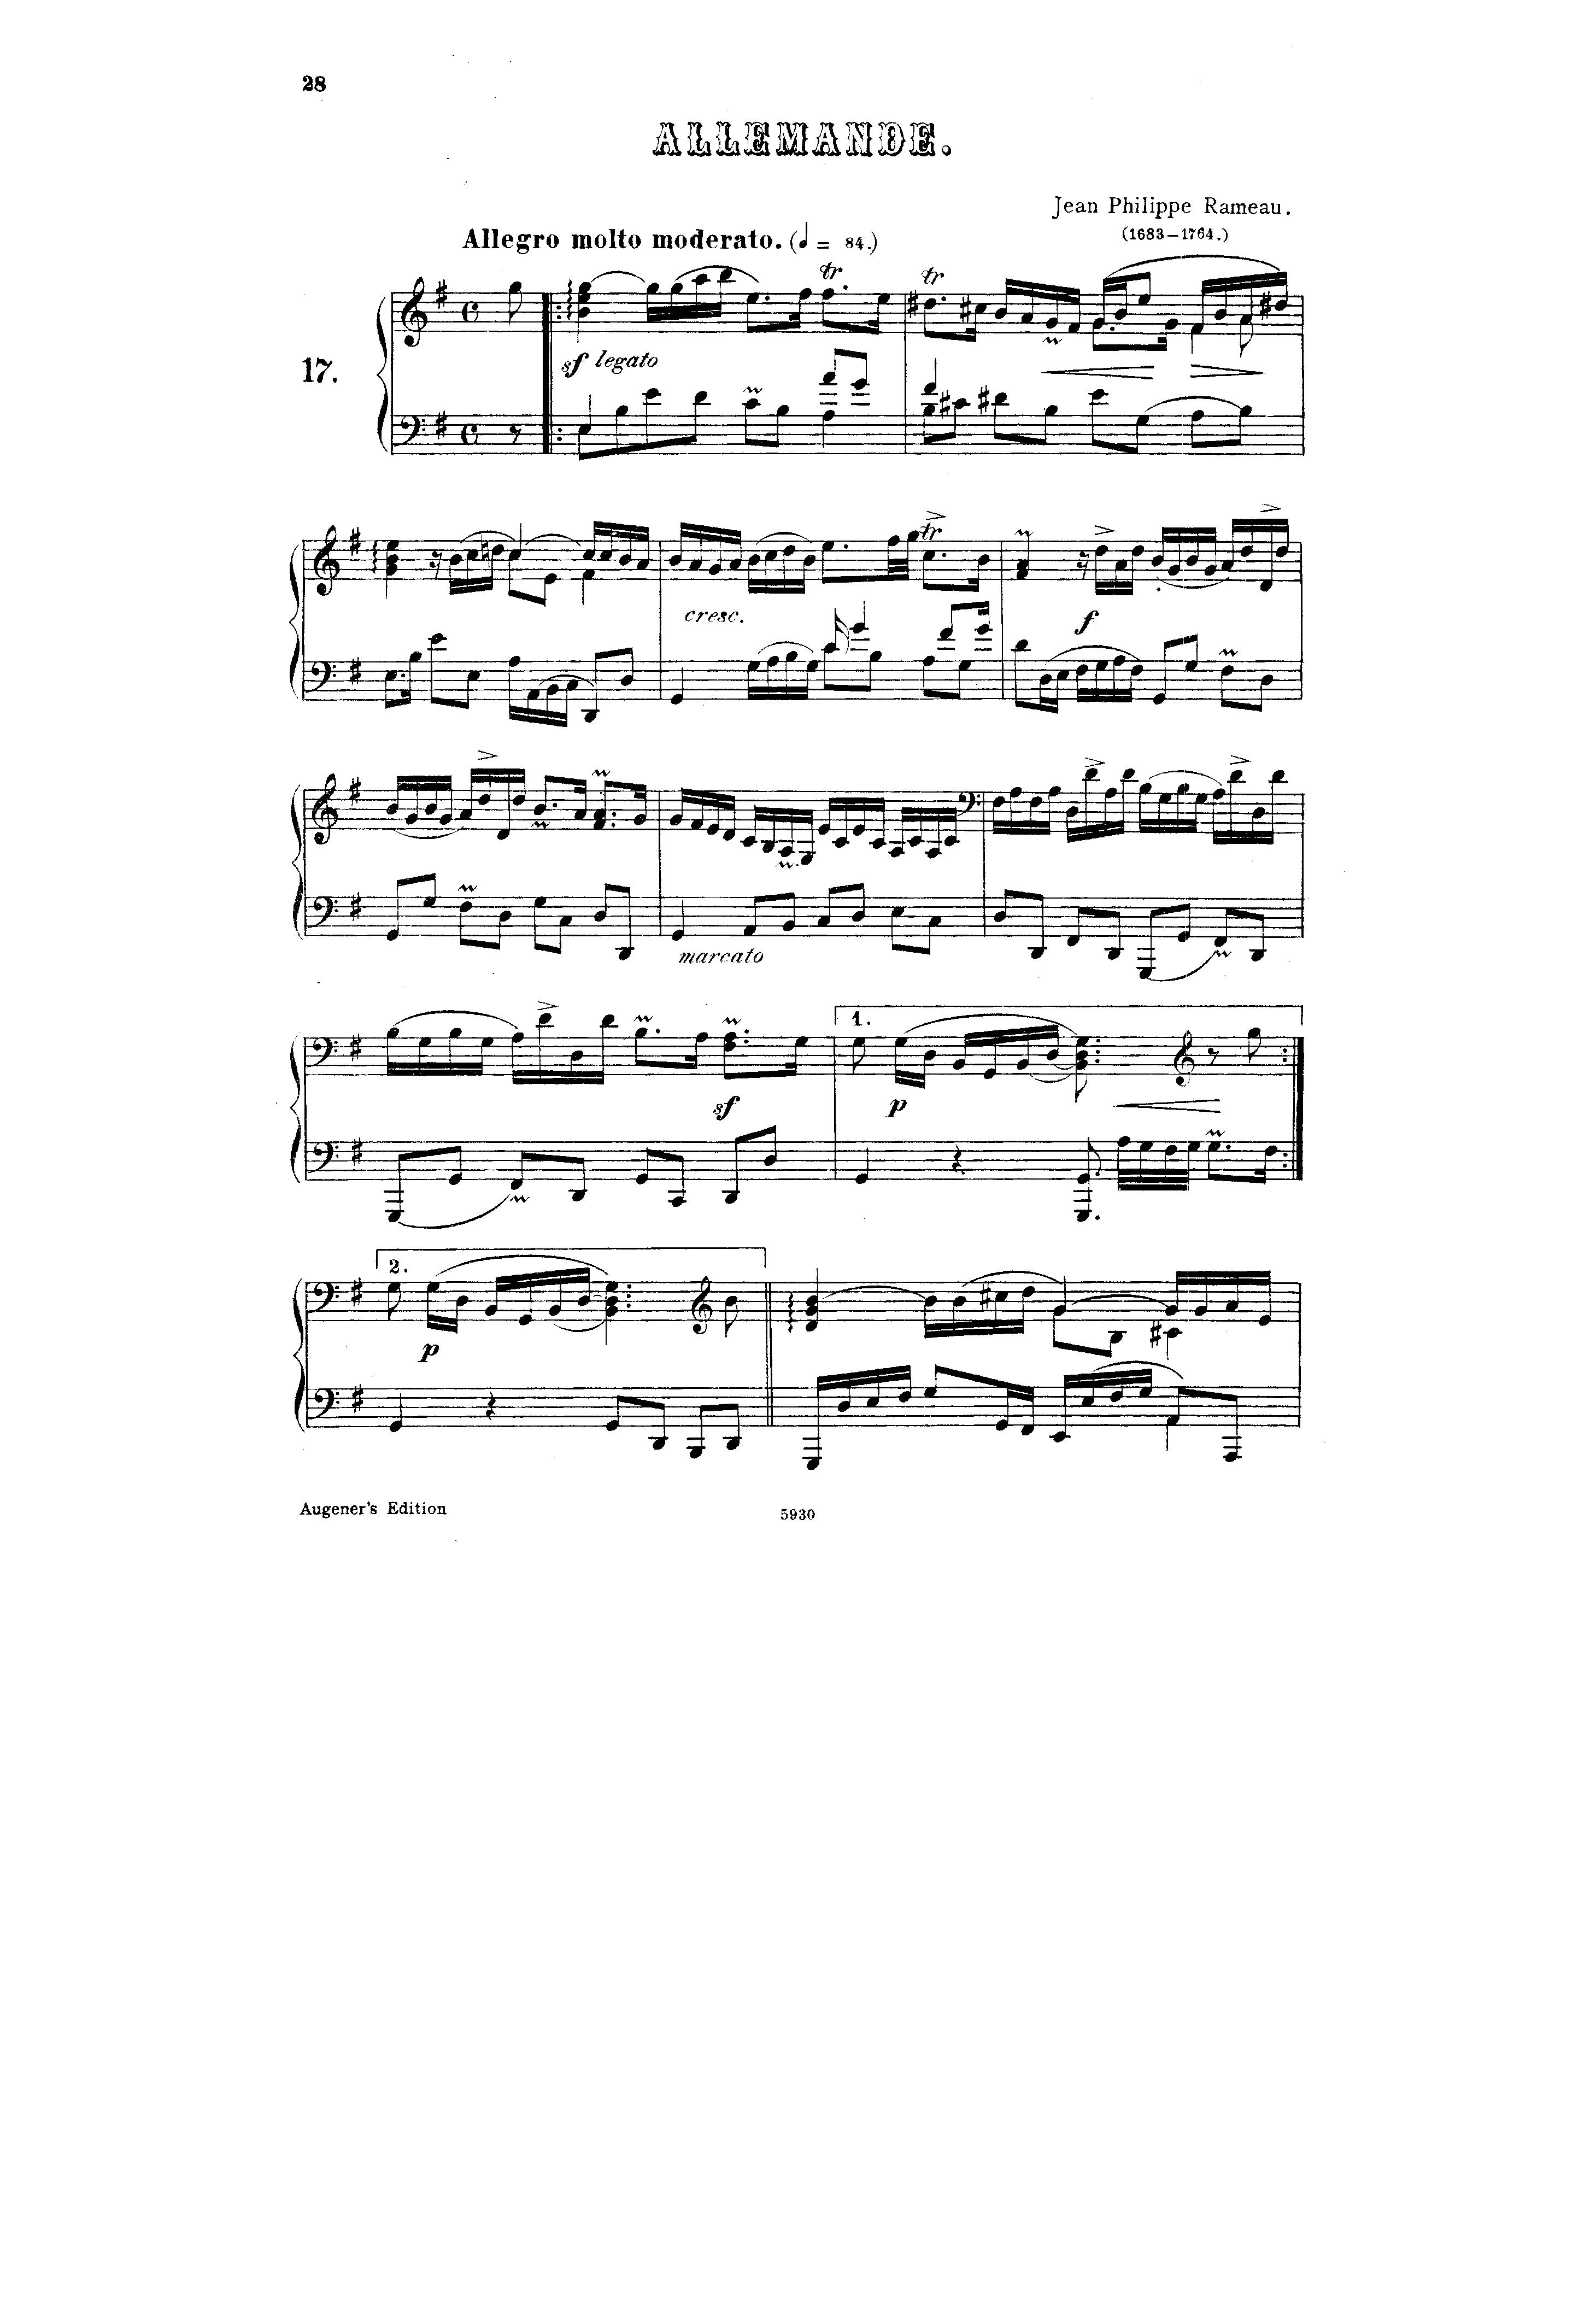 28
ALLEMANDE.
Jean Philippe Rameau.
(1683–1764.)
Allegro molto moderato. (♩ = 84.)
17.
sf legato
tr
tr
tr
cresc.
f
marcato
1.
sf
p
2.
p
Augener's Edition
5930